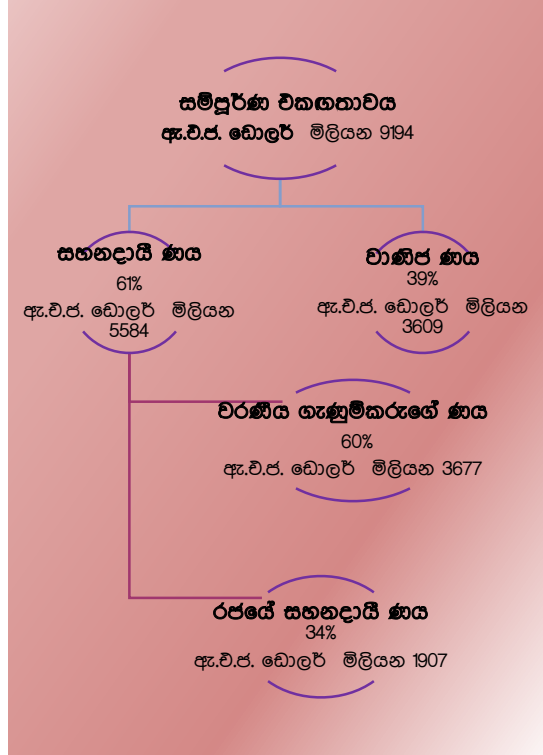 සම්පූර්ණ එකඟතාවය
ඇ.එ.ජ. ඩොලර් මිලියන 9194
සහනදායී ණය
61%
ඇ.එ.ජ. ඩොලර් මිලියන
5584
වාණිජ ණය
39%
ඇ.එ.ජ. ඩොලර් මිලියන
3609
වරණීය ගැණුම්කරුගේ ණය
60%
ඇ.එ.ජ. ඩොලර් මිලියන 3677
රජයේ සහනදායී ණය
34%
ඇ.එ.ජ. ඩොලර් මිලියන 1907